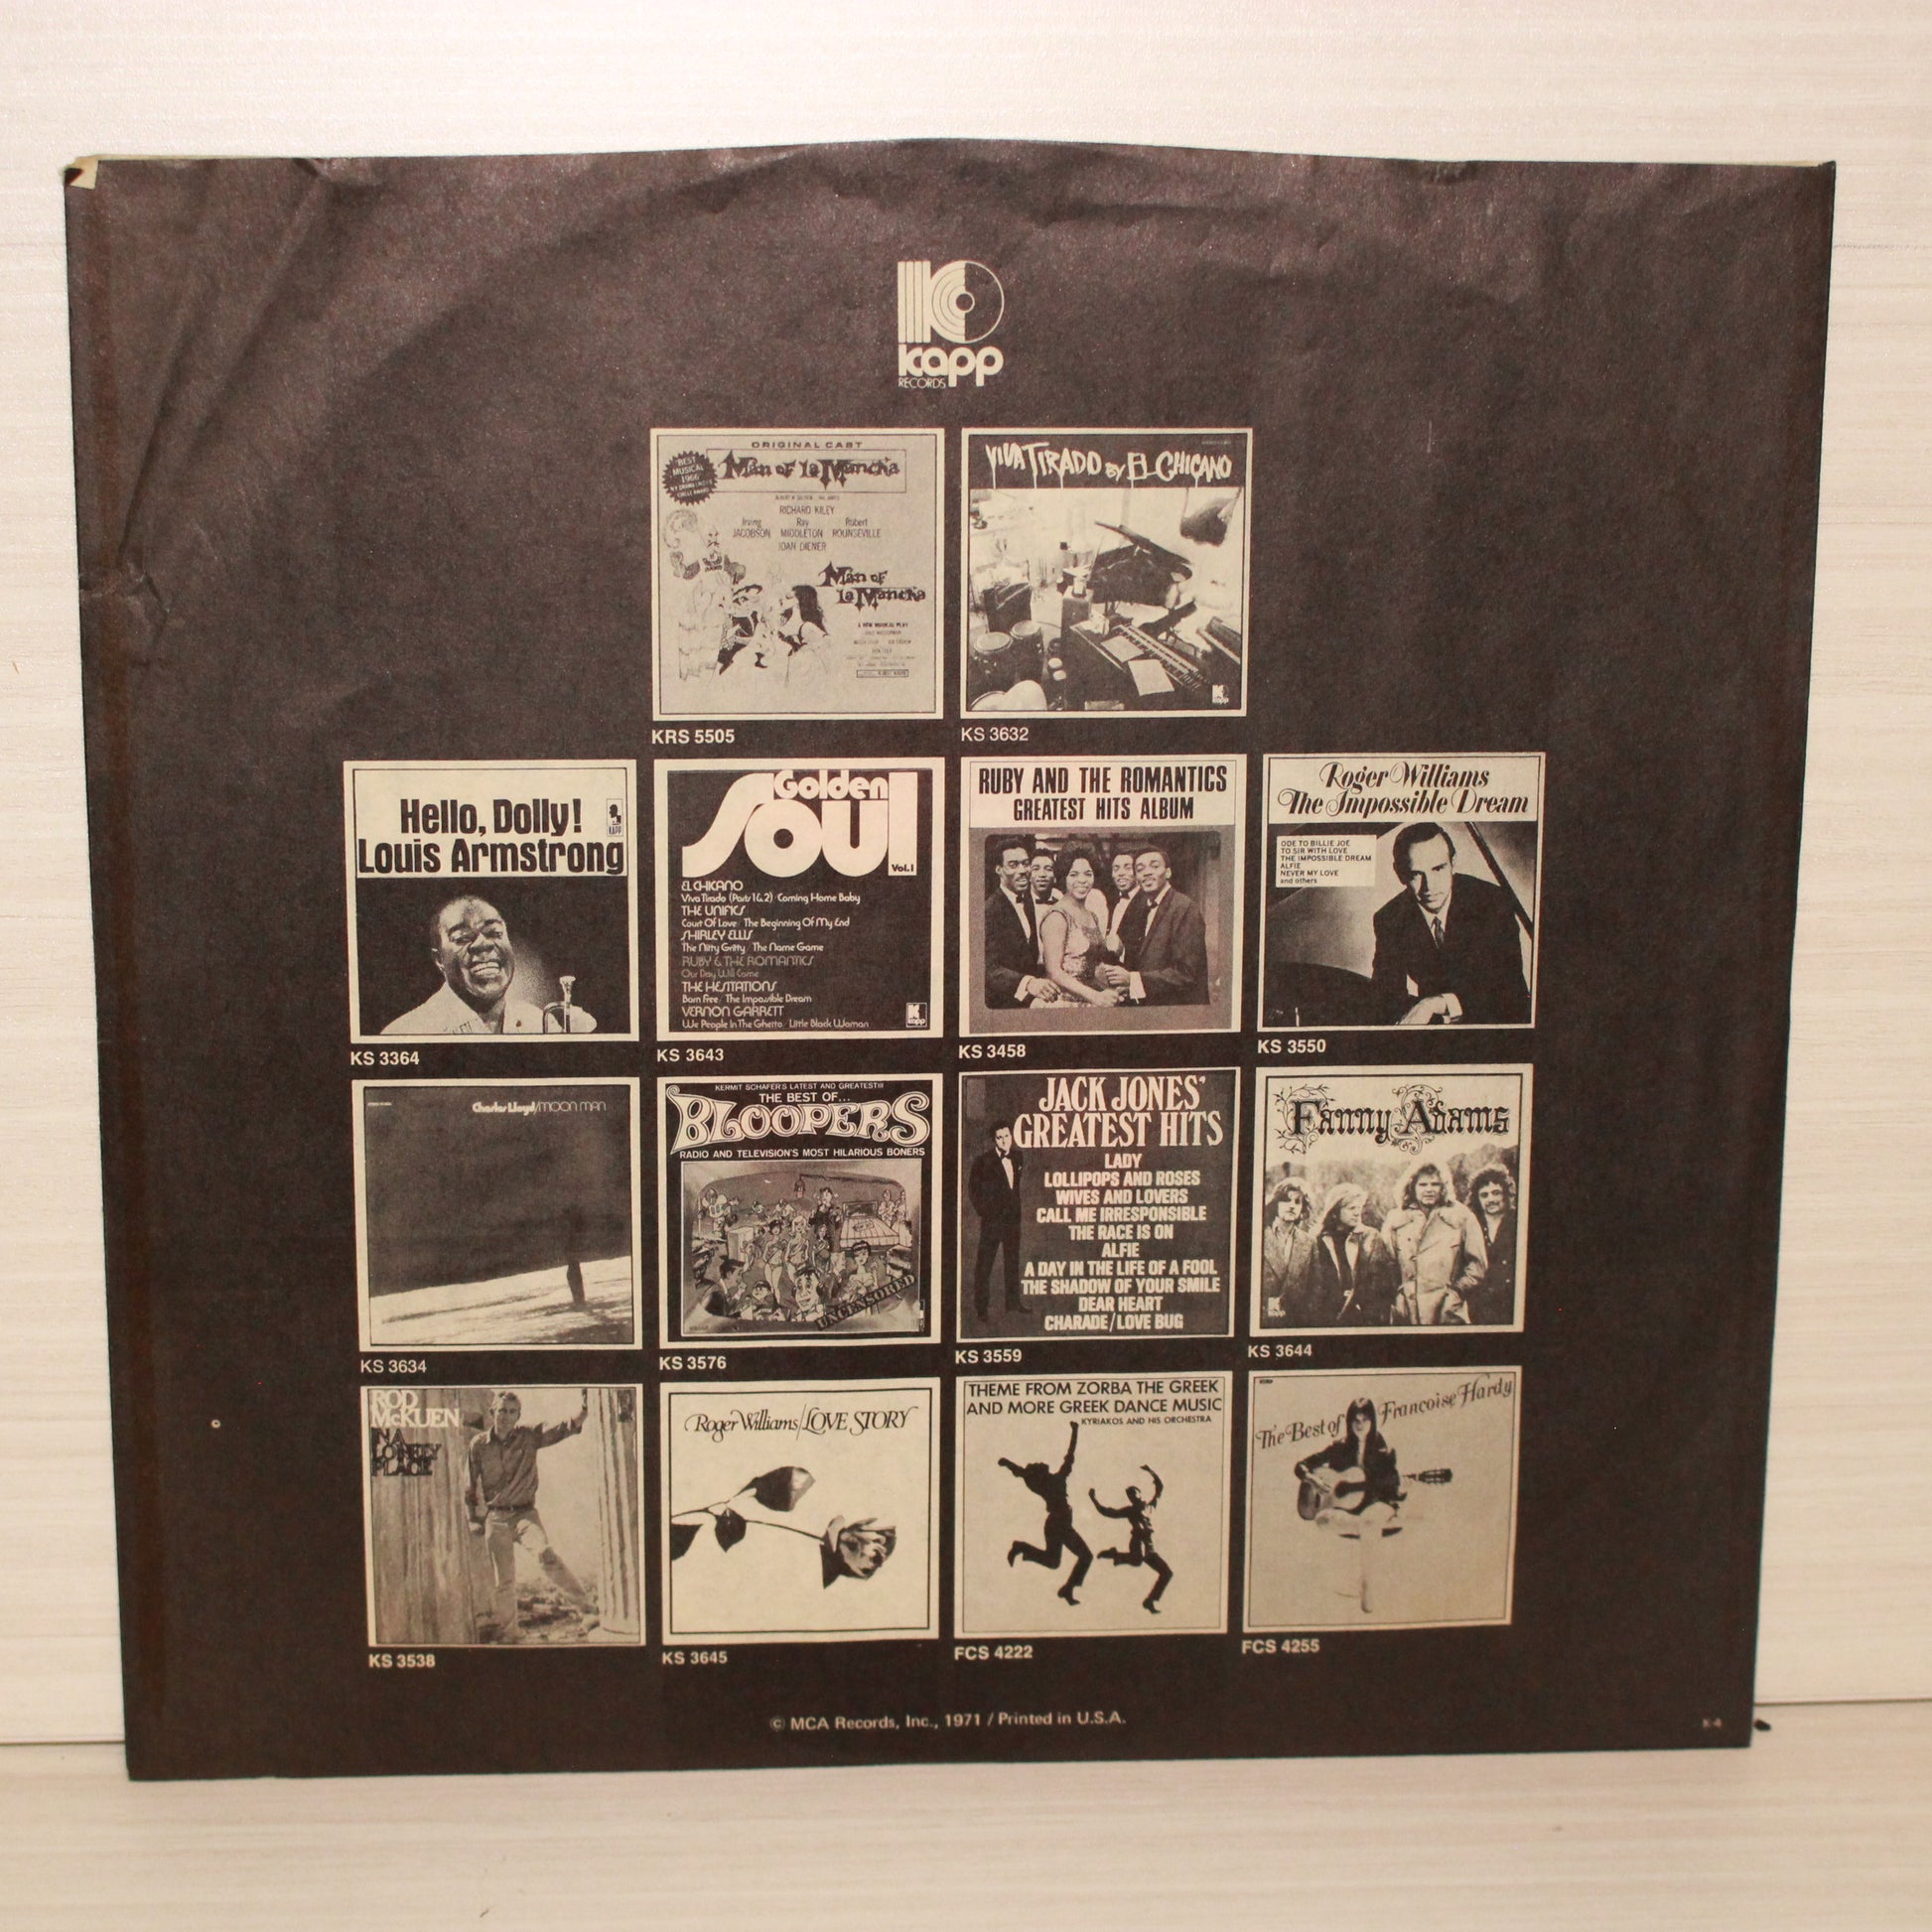 kapp
RECORDS
ORIGINAL CAST
BEST
MUSICAL
1966
Man of la Mancha
RICHARD KILEY
Irving Ray Robert
JACOBSON MIDDLETON ROUNSEVILLE
JOAN DIENER
Man of
la Mancha
A NEW MUSICAL PLAY
KRS 5505
VIVA TIRADO BY EL CHICANO
kapp
KS 3632
Hello, Dolly!
Louis Armstrong
KAPP
KS 3364
Golden
Soul
Vol.1
EL CHICANO
Viva Tirado (Parts 1 & 2) · Coming Home Baby
THE UNIFICS
Court Of Love · The Beginning Of My End
SHIRLEY ELLIS
The Nitty Gritty / The Name Game
RUBY & THE ROMANTICS
Our Day Will Come
THE HESITATIONS
Born Free / The Impossible Dream
VERNON GARRETT
We People In The Ghetto · Little Black Woman
kapp
KS 3643
RUBY AND THE ROMANTICS
GREATEST HITS ALBUM
KS 3458
Roger Williams
The Impossible Dream
ODE TO BILLIE JOE
TO SIR WITH LOVE
THE IMPOSSIBLE DREAM
ALFIE
NEVER MY LOVE
and others
KS 3550
Charles Lloyd/MOON MAN
KS 3634
KERMIT SCHAFER'S LATEST AND GREATEST!!!
THE BEST OF...
BLOOPERS
RADIO AND TELEVISION'S MOST HILARIOUS BONERS
UNCENSORED
KS 3576
JACK JONES'
GREATEST HITS
LADY
LOLLIPOPS AND ROSES
WIVES AND LOVERS
CALL ME IRRESPONSIBLE
THE RACE IS ON
ALFIE
A DAY IN THE LIFE OF A FOOL
THE SHADOW OF YOUR SMILE
DEAR HEART
CHARADE/LOVE BUG
KS 3559
Fanny Adams
kapp
KS 3644
ROD
McKUEN
IN A
LONELY
PLACE
KS 3538
Roger Williams/LOVE STORY
KS 3645
THEME FROM ZORBA THE GREEK
AND MORE GREEK DANCE MUSIC
KYRIAKOS AND HIS ORCHESTRA
FCS 4222
The Best of Francoise Hardy
FCS 4255
© MCA Records, Inc., 1971 / Printed in U.S.A.
K-4